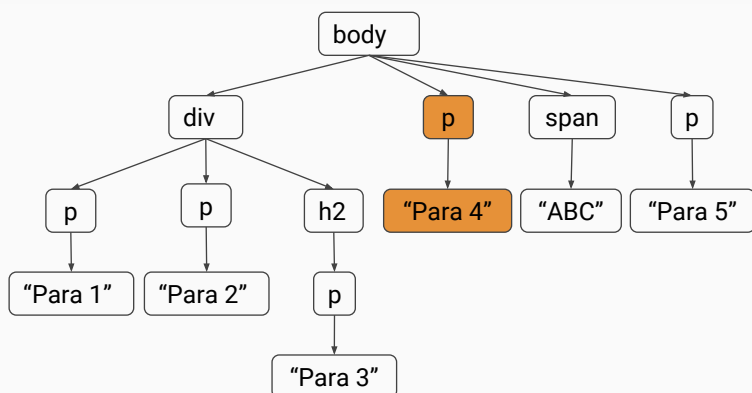 body
div
p
span
p
p
p
h2
“Para 4”
“ABC”
“Para 5”
“Para 1”
“Para 2”
p
“Para 3”